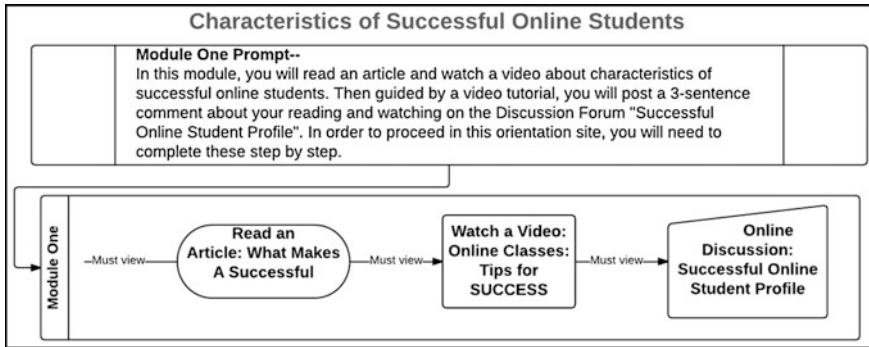 Characteristics of Successful Online Students
Module One Prompt--
In this module, you will read an article and watch a video about characteristics of
successful online students. Then guided by a video tutorial, you will post a 3-sentence
comment about your reading and watching on the Discussion Forum "Successful
Online Student Profile". In order to proceed in this orientation site, you will need to
complete these step by step.
Module One
Must view
Read an
Article: What Makes
A Successful
Must view
Watch a Video:
Online Classes:
Tips for
SUCCESS
Must view
Online
Discussion:
Successful Online
Student Profile